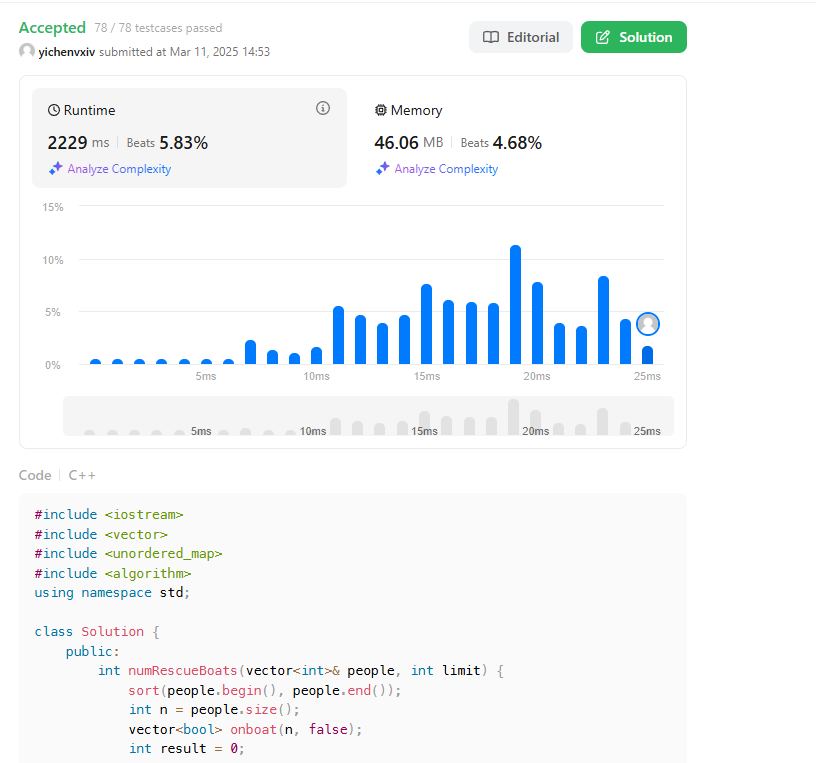 Accepted 78 / 78 testcases passed
yichenvxiv submitted at Mar 11, 2025 14:53
Editorial
Solution
Runtime
2229 ms Beats 5.83%
Analyze Complexity
Memory
46.06 MB Beats 4.68%
Analyze Complexity
15%
10%
5%
0%
5ms 10ms 15ms 20ms 25ms
5ms 10ms 15ms 20ms 25ms
Code C++
#include <iostream>
#include <vector>
#include <unordered_map>
#include <algorithm>
using namespace std;
class Solution {
    public:
        int numRescueBoats(vector<int>& people, int limit) {
            sort(people.begin(), people.end());
            int n = people.size();
            vector<bool> onboat(n, false);
            int result = 0;